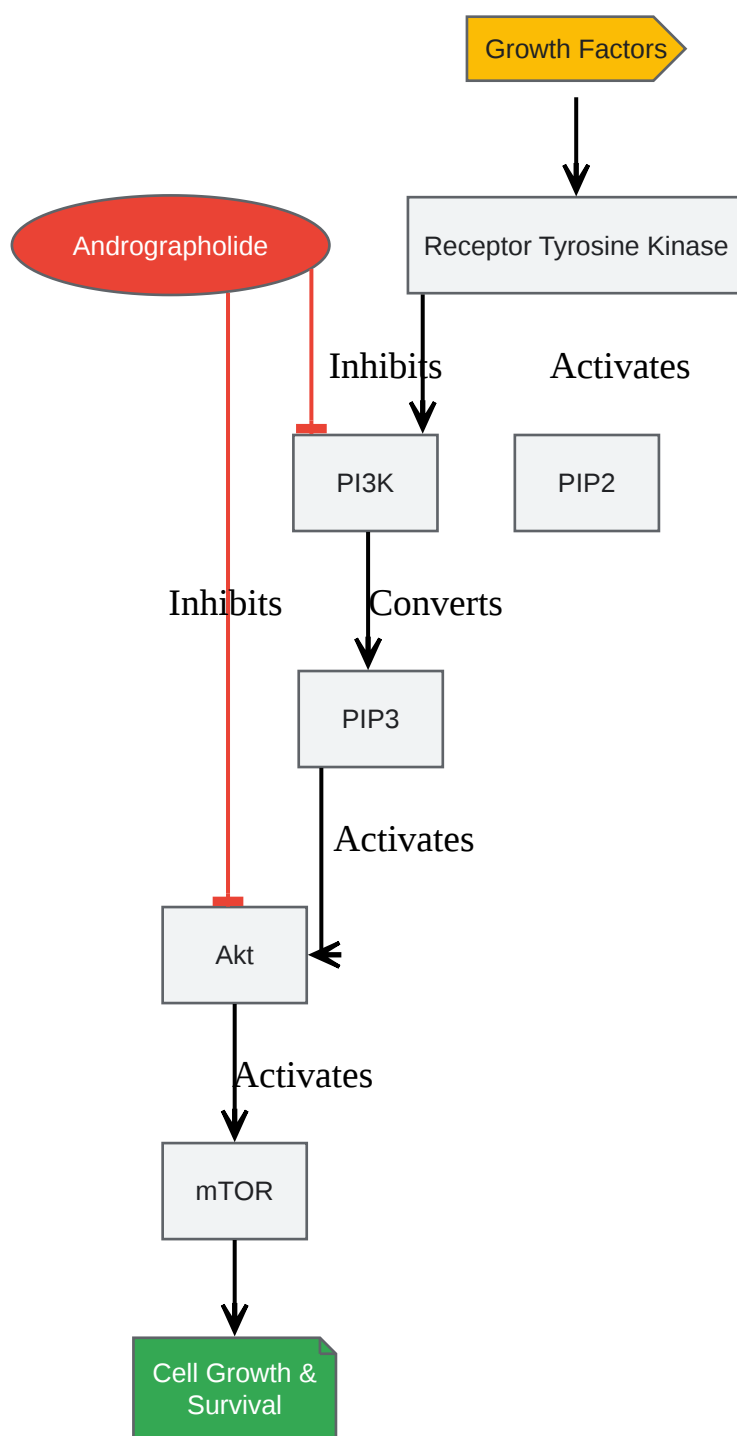 Growth Factors
Andrographolide
Receptor Tyrosine Kinase
Inhibits
Activates
PI3K
PIP2
Inhibits
Converts
PIP3
Activates
Akt
Activates
mTOR
Cell Growth &
Survival